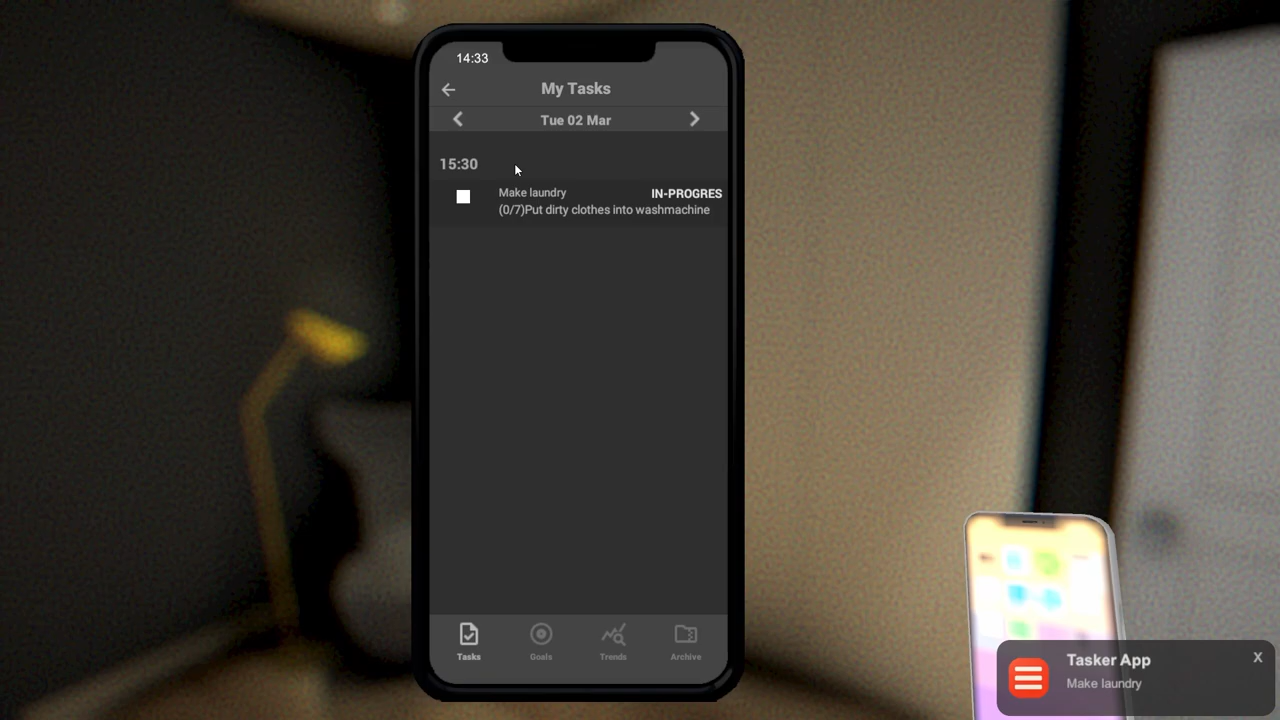 14:33
My Tasks
Tue 02 Mar
15:30
Make laundry
IN-PROGRES
(0/7)Put dirty clothes into washmachine
Tasks
Goals
Trends
Archive
Tasker App
X
Make laundry